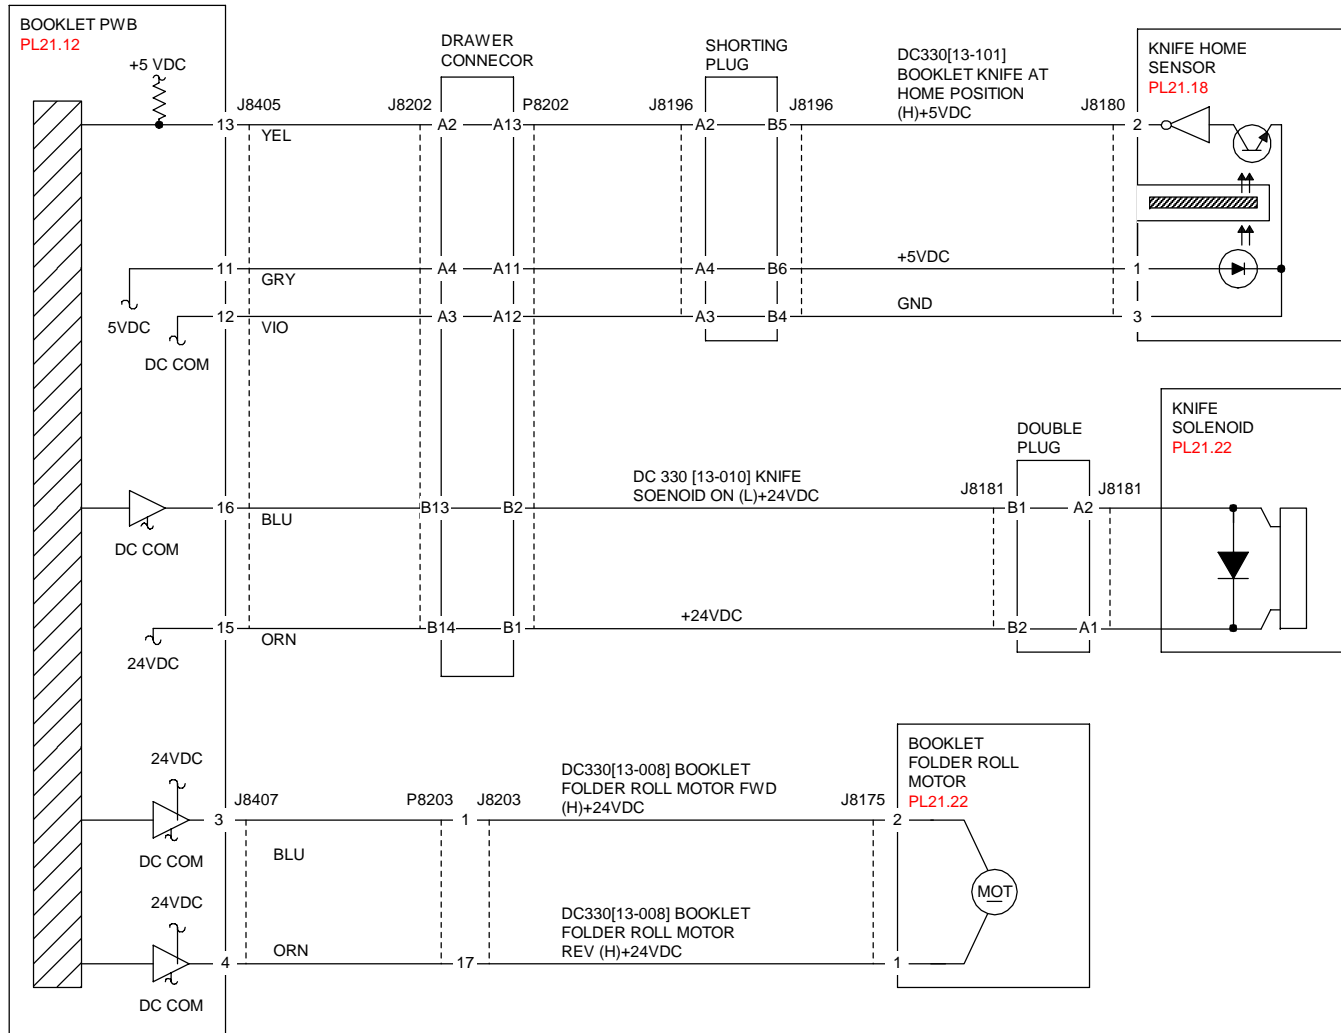 BOOKLET PWB
PL21.12
+5 VDC
DRAWER
CONNECOR
SHORTING
PLUG
DC330[13-101]
BOOKLET KNIFE AT
HOME POSITION
(H)+5VDC
KNIFE HOME
SENSOR
PL21.18
J8405
J8202
P8202
J8196
J8196
J8180
13
YEL
A2
A13
A2
B5
2
11
GRY
A4
A11
A4
B6
+5VDC
1
5VDC
12
VIO
A3
A12
A3
B4
GND
3
DC COM
KNIFE
SOLENOID
PL21.22
DOUBLE
PLUG
DC 330 [13-010] KNIFE
SOENOID ON (L)+24VDC
J8181
J8181
16
BLU
B13
B2
B1
A2
DC COM
15
ORN
B14
B1
+24VDC
B2
A1
24VDC
BOOKLET
FOLDER ROLL
MOTOR
PL21.22
24VDC
DC330[13-008] BOOKLET
FOLDER ROLL MOTOR FWD
(H)+24VDC
J8407
P8203
J8203
J8175
3
1
2
DC COM
BLU
MOT
24VDC
DC330[13-008] BOOKLET
FOLDER ROLL MOTOR
REV (H)+24VDC
4
ORN
17
1
DC COM